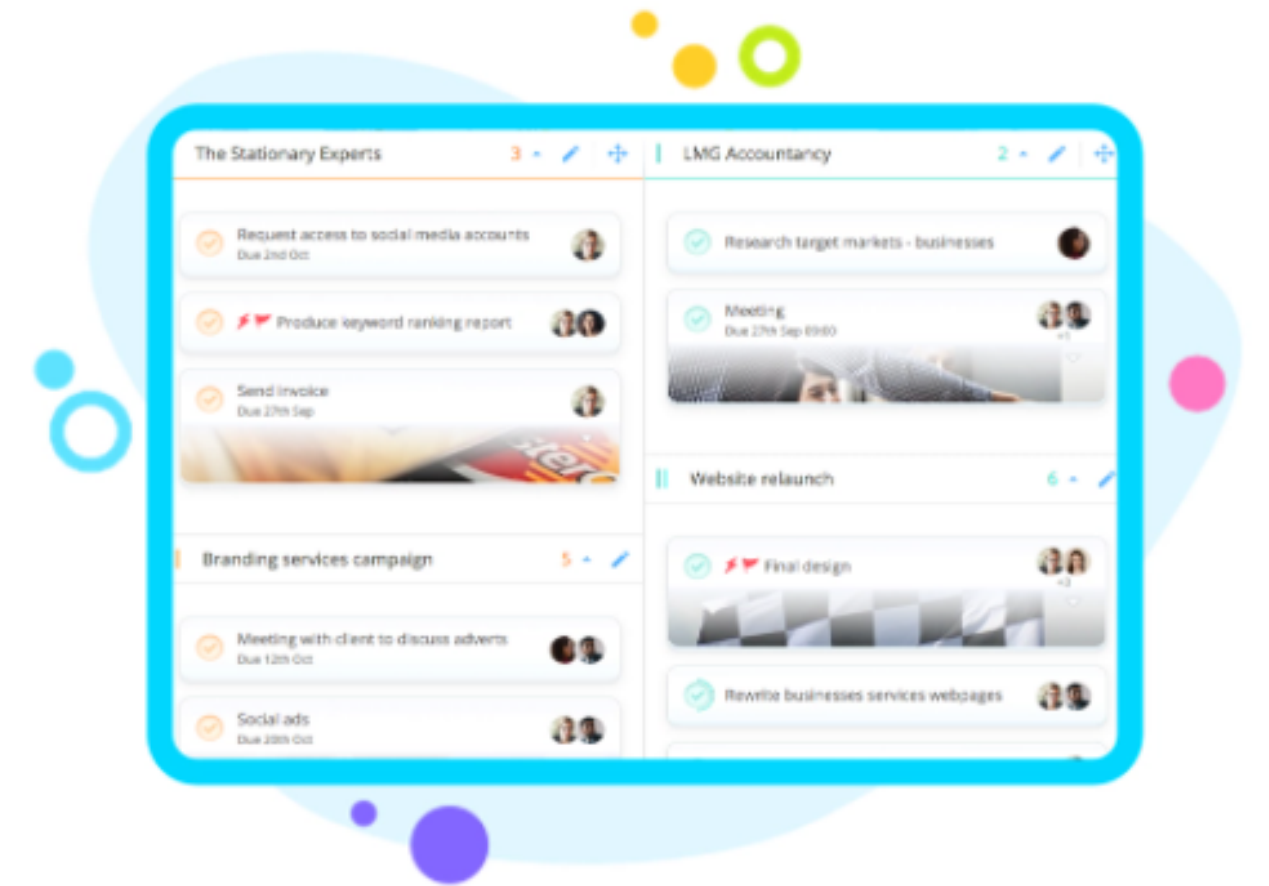 The Stationary Experts 3
Request access to social media accounts
Due 2nd Oct
Produce keyword ranking report
Send invoice
Due 27th Sep
Branding services campaign 5
Meeting with client to discuss adverts
Due 12th Oct
Social ads
Due 20th Oct
LMG Accountancy 2
Research target markets - businesses
Meeting
Due 27th Sep 09:00
+1
Website relaunch 6
Final design
+3
Rewrite businesses services webpages